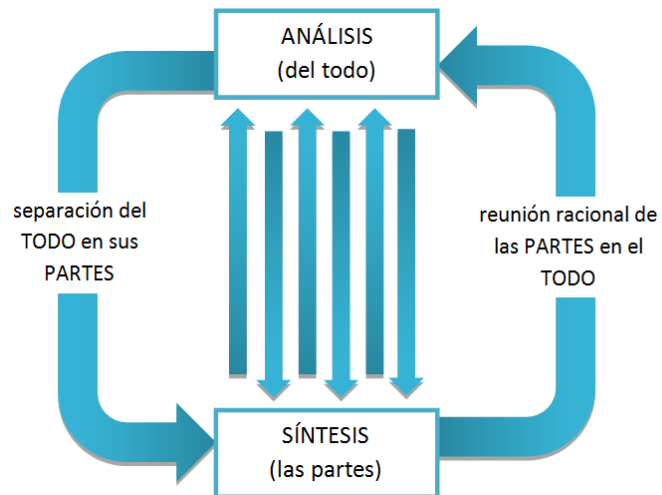 ANÁLISIS
(del todo)
separación del
TODO en sus
PARTES
reunión racional de
las PARTES en el
TODO
SÍNTESIS
(las partes)